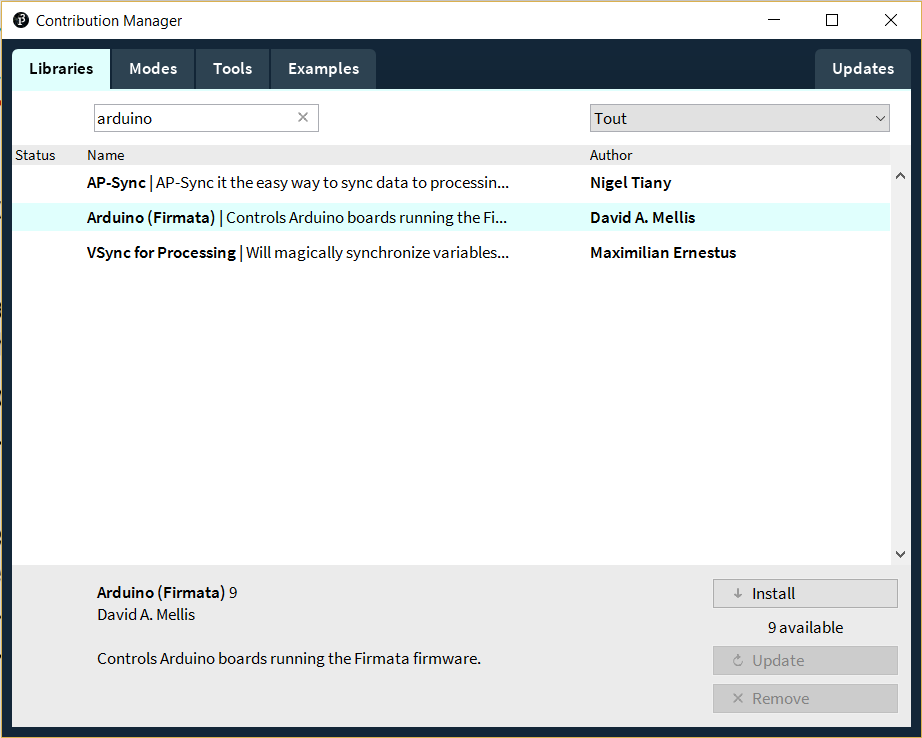 Contribution Manager
Libraries Modes Tools Examples Updates
arduino Tout
Status Name Author
AP-Sync | AP-Sync it the easy way to sync data to processin... Nigel Tiany
Arduino (Firmata) | Controls Arduino boards running the Fi... David A. Mellis
VSync for Processing | Will magically synchronize variables... Maximilian Ernestus
Arduino (Firmata) 9
David A. Mellis
Controls Arduino boards running the Firmata firmware.
Install
9 available
Update
Remove